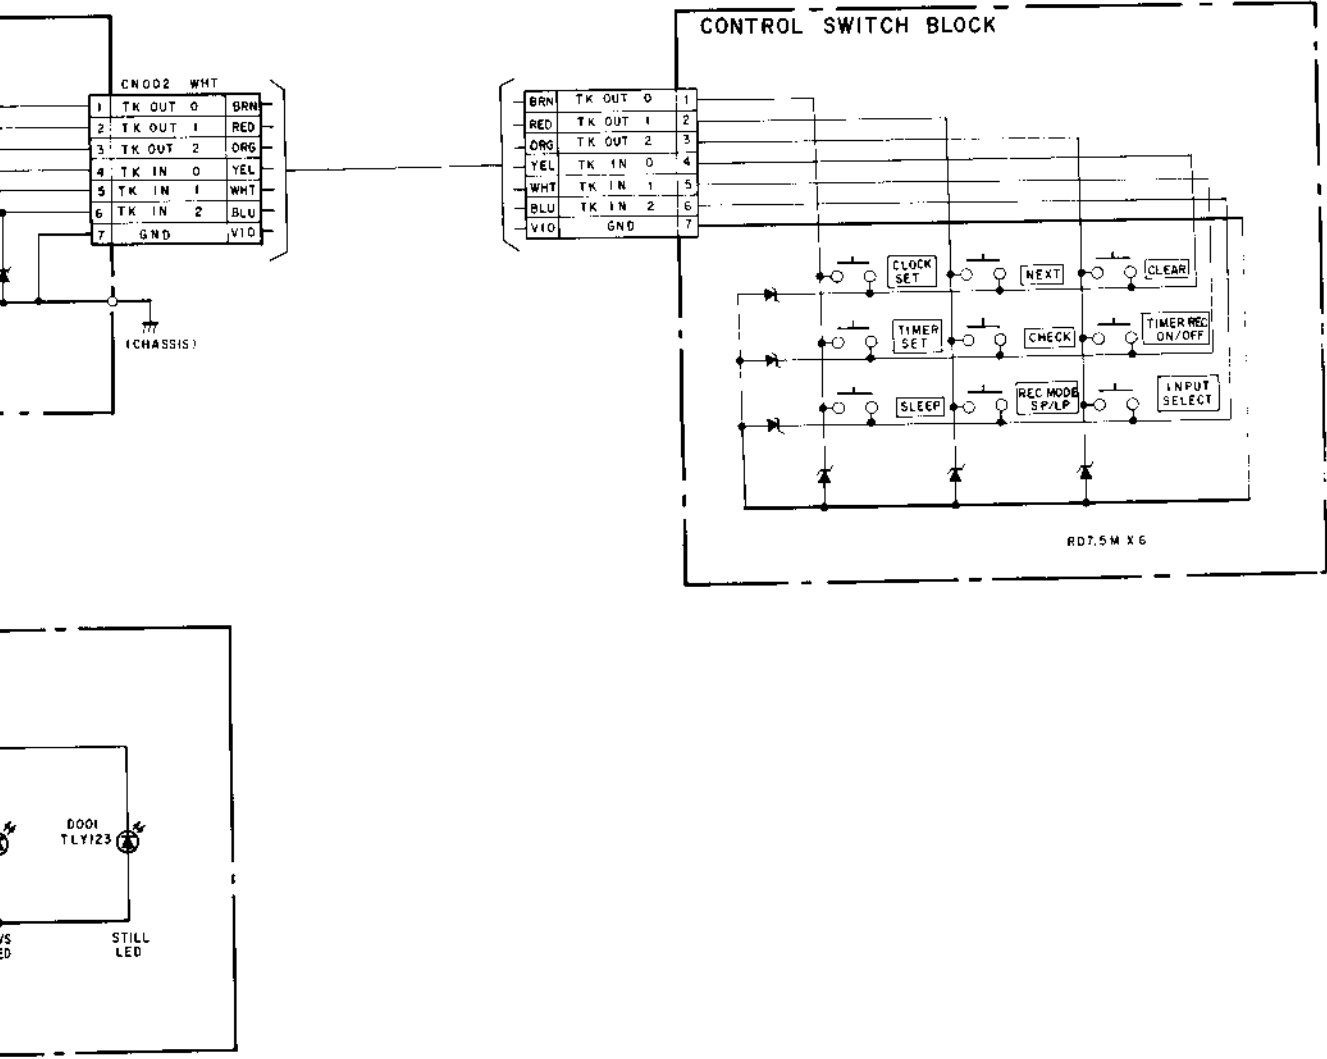 CONTROL SWITCH BLOCK
CN002 WHT
1 TK OUT 0 BRN
2 TK OUT 1 RED
3 TK OUT 2 ORG
4 TK IN 0 YEL
5 TK IN 1 WHT
6 TK IN 2 BLU
7 GND VIO
BRN TK OUT 0 1
RED TK OUT 1 2
ORG TK OUT 2 3
YEL TK IN 0 4
WHT TK IN 1 5
BLU TK IN 2 6
VIO GND 7
(CHASSIS)
CLOCK
SET
NEXT
CLEAR
TIMER
SET
CHECK
TIMER REC
ON/OFF
SLEEP
REC MODE
SP/LP
INPUT
SELECT
RD7.5M X 6
D001
TLY123
STILL
LED